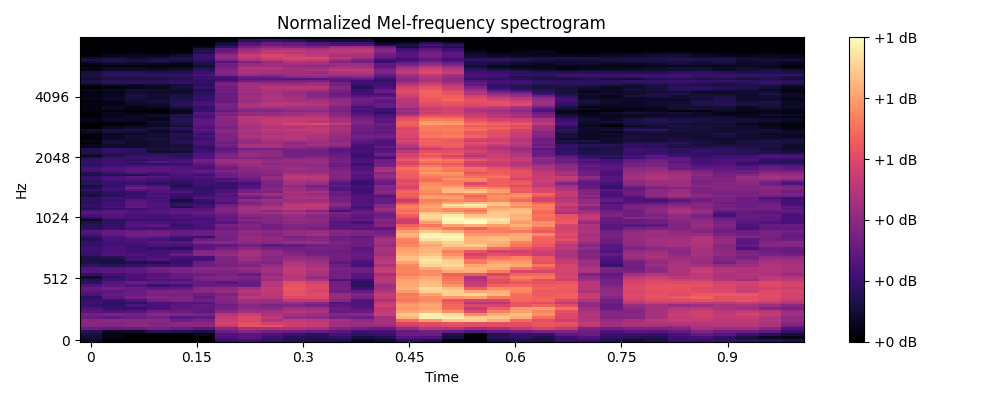 Normalized Mel-frequency spectrogram
Hz
4096
2048
1024
512
0
0 0.15 0.3 0.45 0.6 0.75 0.9
Time
+1 dB
+1 dB
+1 dB
+0 dB
+0 dB
+0 dB